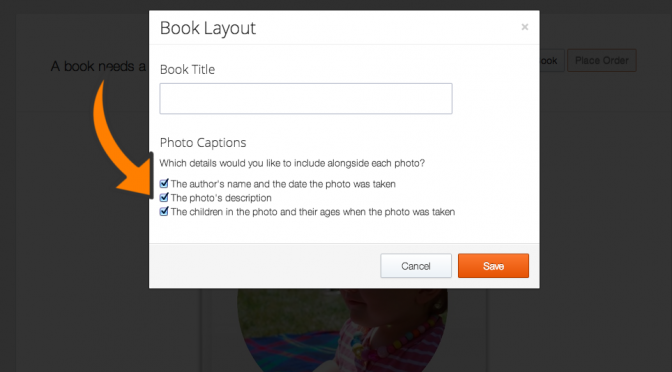 Book Layout
×
A book needs a
ook
Place Order
Book Title
Photo Captions
Which details would you like to include alongside each photo?
The author's name and the date the photo was taken
The photo's description
The children in the photo and their ages when the photo was taken
Cancel
Save